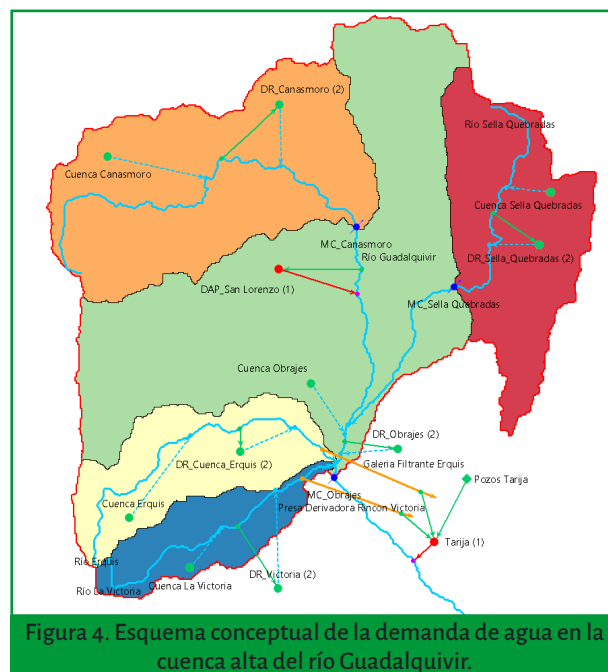 DR_Canasmoro (2)
Río Sella Quebradas
Cuenca Canasmoro
Cuenca Sella Quebradas
MC_Canasmoro
Río Guadalquivir
DR_Sella_Quebradas (2)
DAP_San Lorenzo (1)
MC_Sella Quebradas
Cuenca Obrajes
DR_Obrajes (2)
DR_Cuenca_Erquis (2)
Galeria Filtrante Erquis
Pozos Tarija
MC_Obrajes
Cuenca Erquis
Presa Derivadora Rincon Victoria
Tarija (1)
Río Erquis
Cuenca La Victoria
DR_Victoria (2)
Río La Victoria
Figura 4. Esquema conceptual de la demanda de agua en la
cuenca alta del río Guadalquivir.